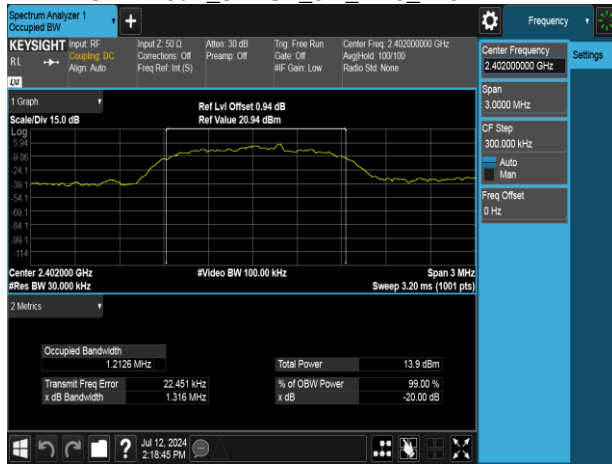 Spectrum Analyzer 1
Occupied BW
+
Frequency
KEYSIGHT
RL
LXI
Input: RF
Coupling: DC
Align: Auto
Input Z: 50 Ω
Corrections: Off
Freq Ref: Int (S)
Atten: 30 dB
Preamp: Off
Trig: Free Run
Gate: Off
#IF Gain: Low
Center Freq: 2.402000000 GHz
Avg|Hold: 100/100
Radio Std: None
Center Frequency
2.402000000 GHz
Settings
Span
3.0000 MHz
CF Step
300.000 kHz
Auto
Man
Freq Offset
0 Hz
1 Graph
Scale/Div 15.0 dB
Ref Lvl Offset 0.94 dB
Ref Value 20.94 dBm
Log
5.94
-9.06
-24.1
-39.1
-54.1
-69.1
-84.1
-99.1
-114
Center 2.402000 GHz
#Res BW 30.000 kHz
#Video BW 100.00 kHz
Span 3 MHz
Sweep 3.20 ms (1001 pts)
2 Metrics
Occupied Bandwidth
1.2126 MHz
Total Power 13.9 dBm
Transmit Freq Error 22.451 kHz
% of OBW Power 99.00 %
x dB Bandwidth 1.316 MHz
x dB -20.00 dB
?
Jul 12, 2024
2:18:45 PM